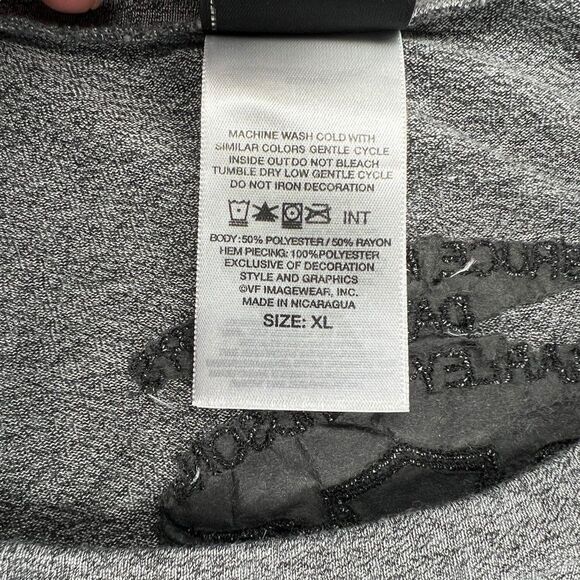 MACHINE WASH COLD WITH
SIMILAR COLORS GENTLE CYCLE
INSIDE OUT DO NOT BLEACH
TUMBLE DRY LOW GENTLE CYCLE
DO NOT IRON DECORATION
INT
BODY: 50% POLYESTER / 50% RAYON
HEM PIECING: 100% POLYESTER
EXCLUSIVE OF DECORATION
STYLE AND GRAPHICS
©VF IMAGEWEAR, INC.
MADE IN NICARAGUA
SIZE: XL